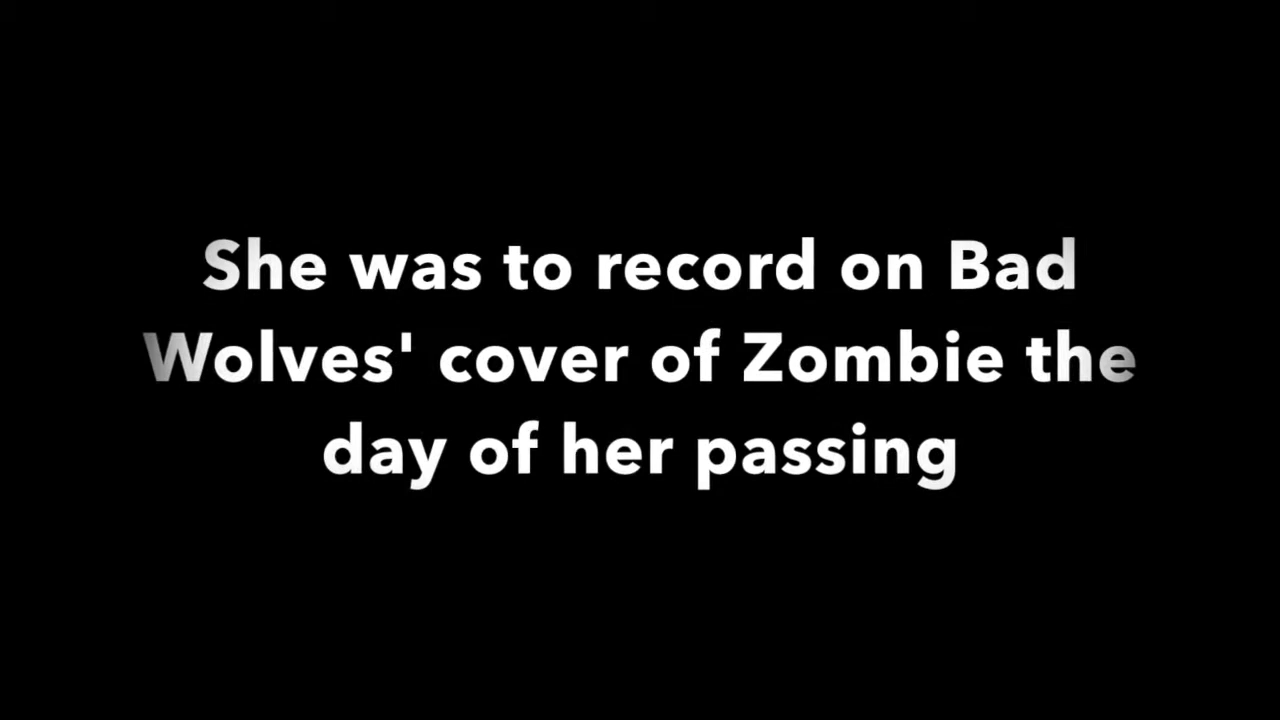 She was to record on Bad
Wolves' cover of Zombie the
day of her passing